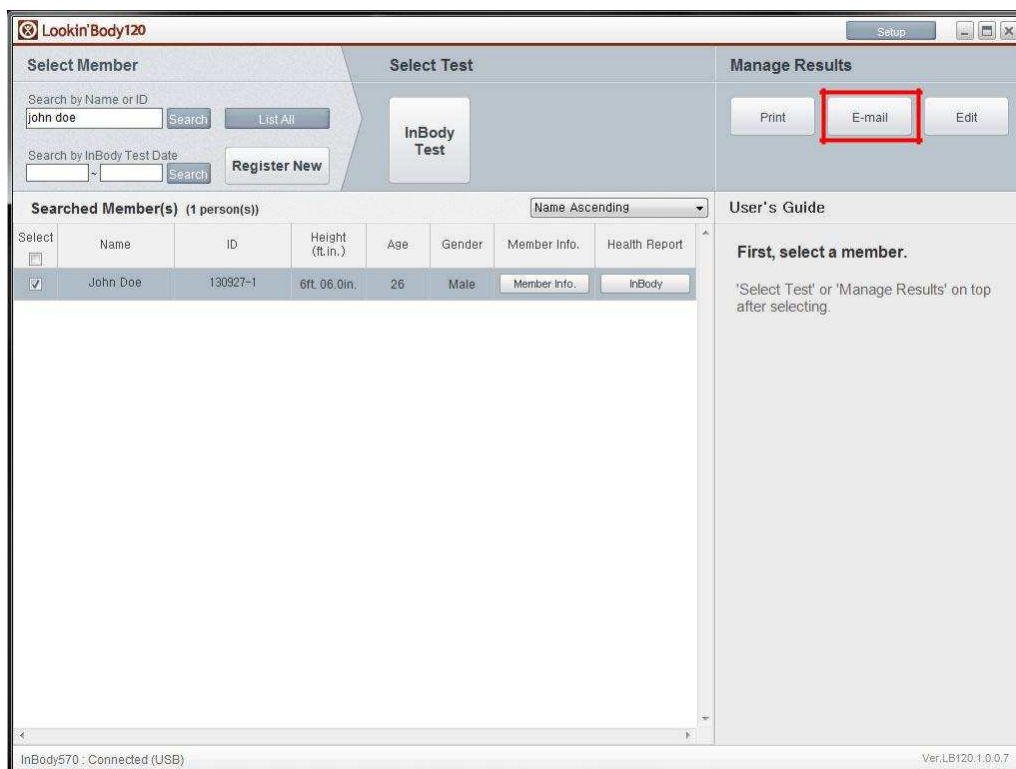 Lookin'Body120
Setup
Select Member
Select Test
Manage Results
Search by Name or ID
john doe
Search
List All
Search by InBody Test Date
~
Search
Register New
InBody
Test
Print
E-mail
Edit
Searched Member(s) (1 person(s))
Name Ascending
User's Guide
Select
Name
ID
Height
(ft.in.)
Age
Gender
Member Info.
Health Report
John Doe
130927-1
6ft. 06.0in.
26
Male
Member Info.
InBody
First, select a member.
'Select Test' or 'Manage Results' on top
after selecting.
InBody570 : Connected (USB)
Ver.LB120.1.0.0.7